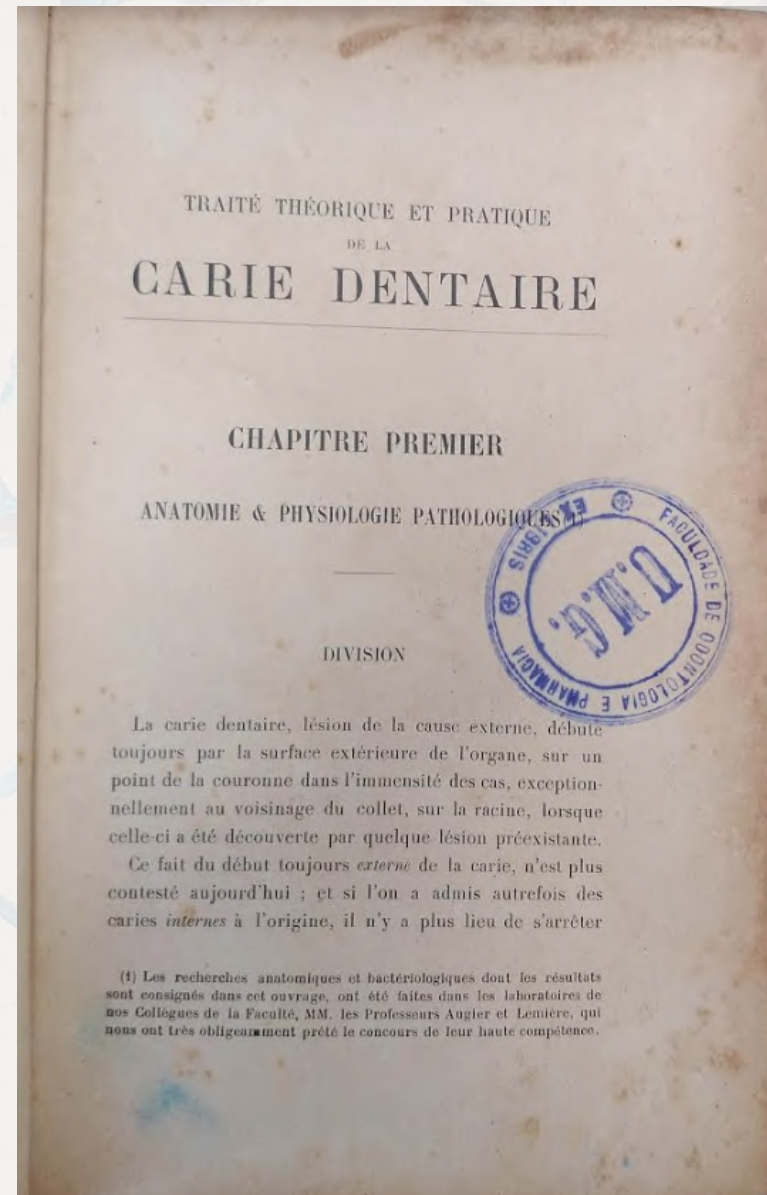 TRAITÉ THÉORIQUE ET PRATIQUE
DE LA
CARIE DENTAIRE
CHAPITRE PREMIER
ANATOMIE & PHYSIOLOGIE PATHOLOGIQUES(1)
EX LIBRIS
FACULDADE DE ODONTOLOGIA E PHARMACIA
U.M.G.
DIVISION
La carie dentaire, lésion de la cause externe, débute
toujours par la surface extérieure de l'organe, sur un
point de la couronne dans l'immensité des cas, exception-
nellement au voisinage du collet, sur la racine, lorsque
celle-ci a été découverte par quelque lésion préexistante.
Ce fait du début toujours externe de la carie, n'est plus
contesté aujourd'hui ; et si l'on a admis autrefois des
caries internes à l'origine, il n'y a plus lieu de s'arrêter
(1) Les recherches anatomiques et bactériologiques dont les résultats
sont consignés dans cet ouvrage, ont été faites dans les laboratoires de
nos Collègues de la Faculté, MM. les Professeurs Augier et Lemière, qui
nous ont très obligeamment prêté le concours de leur haute compétence.